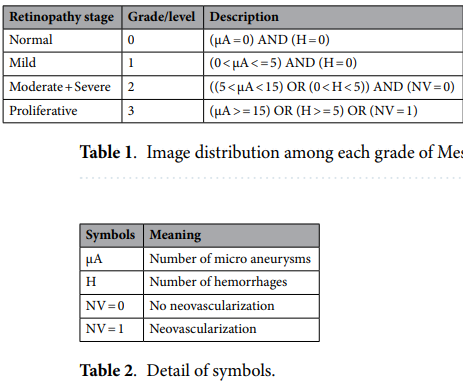 Retinopathy stage Grade/level Description
Normal 0 (μA = 0) AND (H = 0)
Mild 1 (0 < μA < = 5) AND (H = 0)
Moderate + Severe 2 ((5 < μA < 15) OR (0 < H < 5)) AND (NV = 0)
Proliferative 3 (μA > = 15) OR (H > = 5) OR (NV = 1)
Table 1. Image distribution among each grade of Mes
Symbols Meaning
μA Number of micro aneurysms
H Number of hemorrhages
NV = 0 No neovascularization
NV = 1 Neovascularization
Table 2. Detail of symbols.